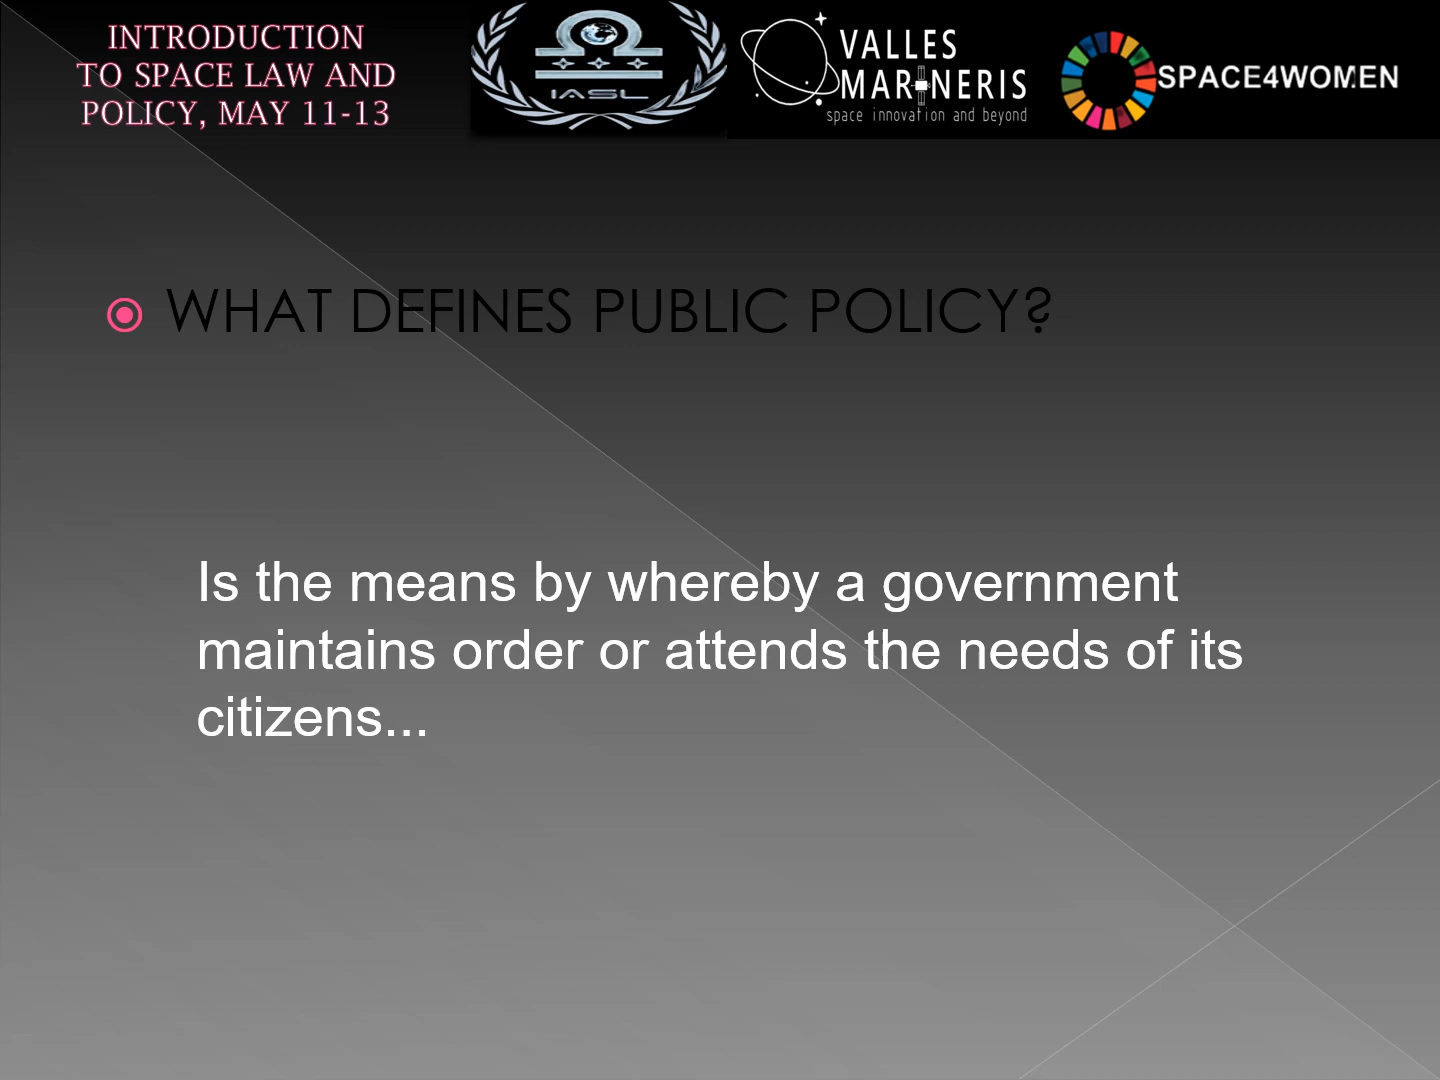 INTRODUCTION
TO SPACE LAW AND
POLICY, MAY 11-13
IASL
VALLES
MARINERIS
space innovation and beyond
SPACE4WOMEN
WHAT DEFINES PUBLIC POLICY?
Is the means by whereby a government
maintains order or attends the needs of its
citizens...